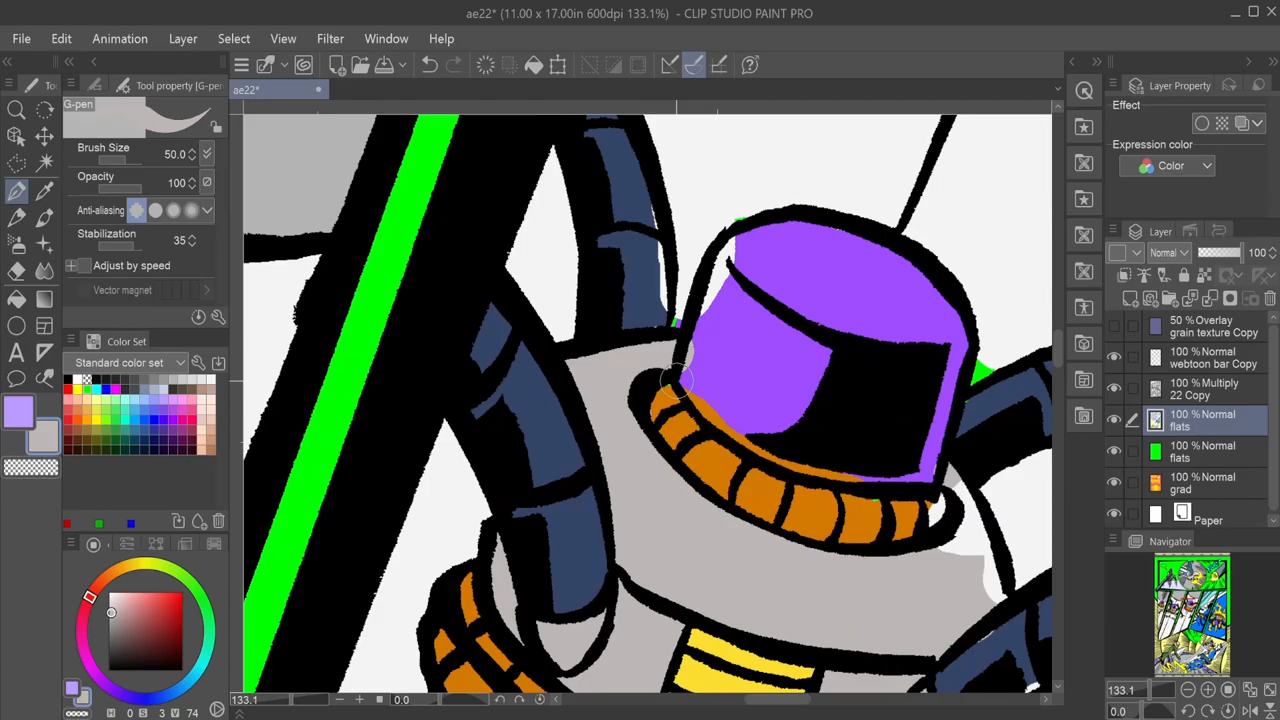 ae22* (11.00 x 17.00in 600dpi 133.1%) - CLIP STUDIO PAINT PRO
File Edit Animation Layer Select View Filter Window Help
Tool property [G-pen
ae22*
G-pen
Brush Size 50.0
Opacity 100
Anti-aliasing
Stabilization 35
Adjust by speed
Vector magnet
Color Set
Standard color set
H 0 S 3 V 74
133.1 0.0
Layer Property
Effect
Expression color
Color
Layer
Normal 100
50 % Overlay
grain texture Copy
100 % Normal
webtoon bar Copy
100 % Multiply
22 Copy
100 % Normal
flats
100 % Normal
flats
100 % Normal
grad
Paper
Navigator
133.1
0.0